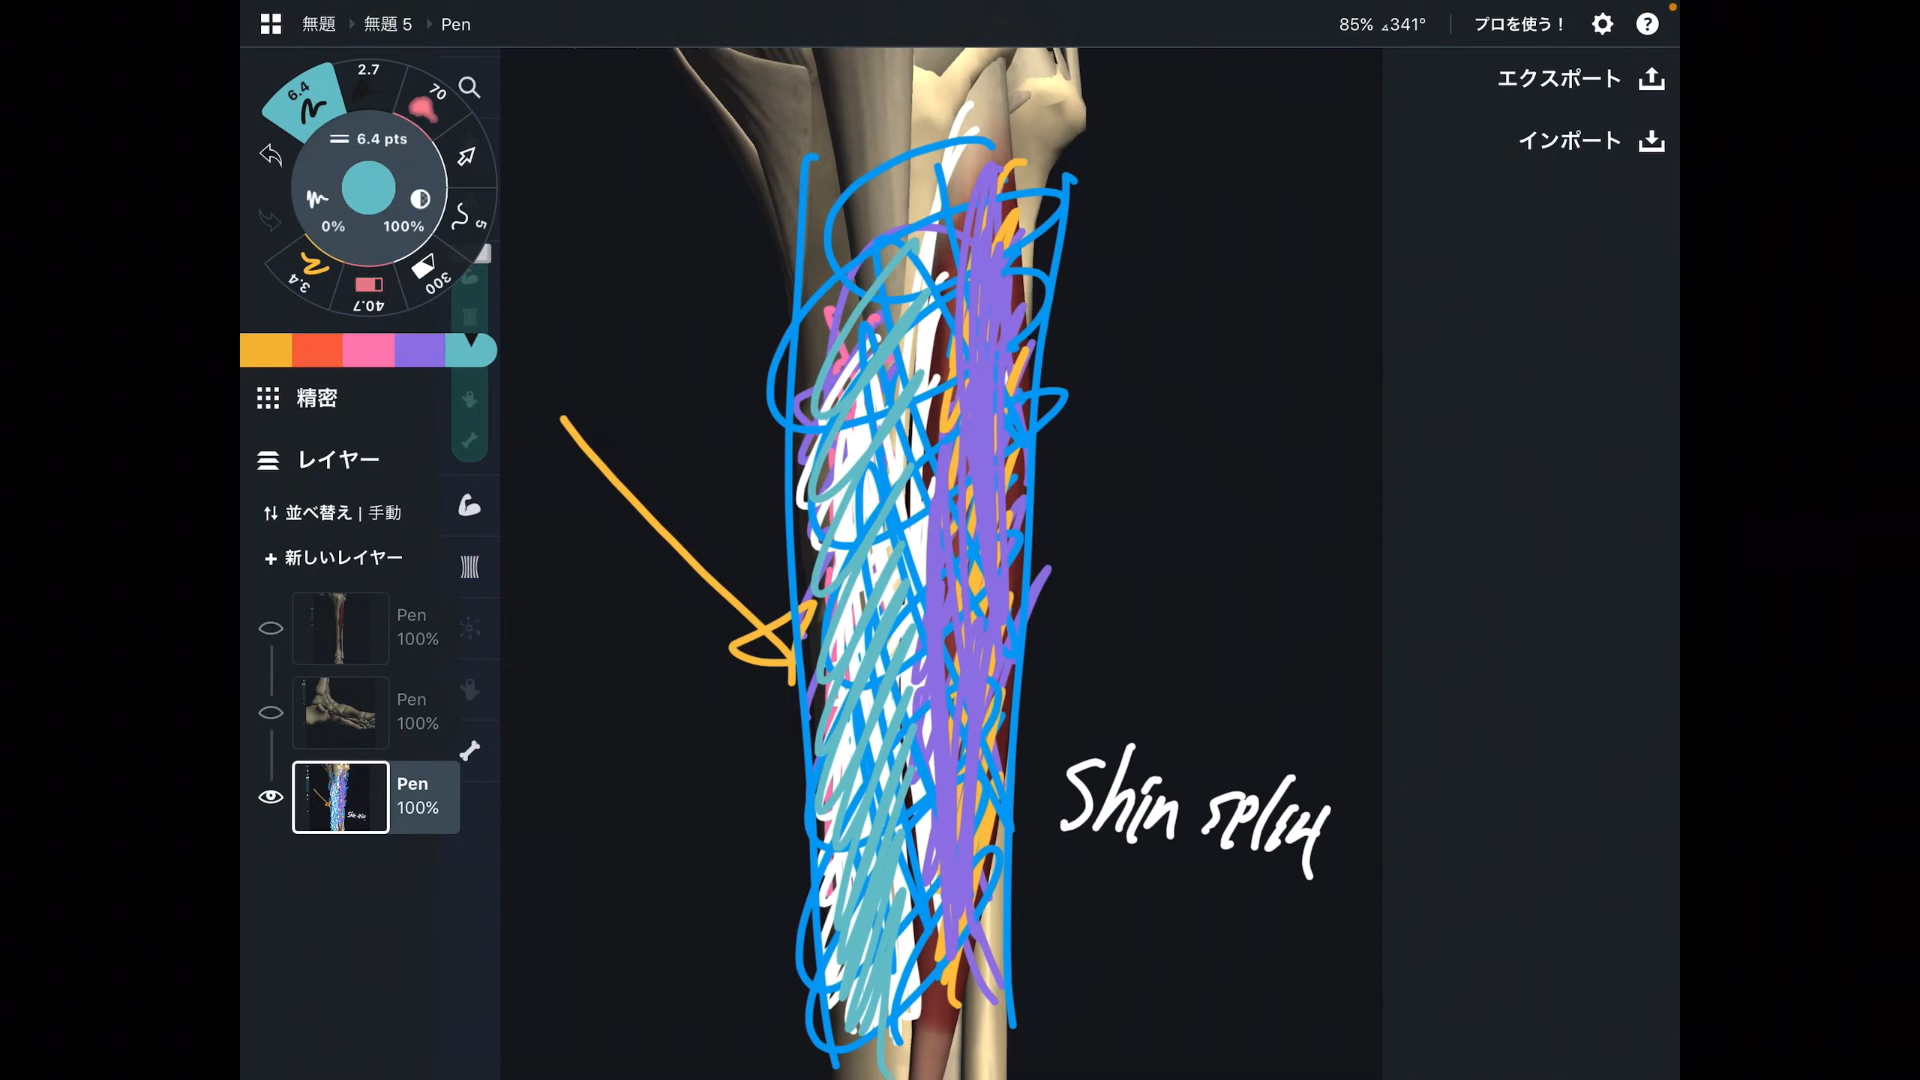 無題 無題 5 Pen
85% ⊿341° プロを使う！
エクスポート
インポート
2.7
6.4
70
6.4 pts
0% 100%
5
3.4
40.7
300
精密
レイヤー
並べ替え | 手動
+ 新しいレイヤー
Pen
100%
Pen
100%
Pen
100%
Shin